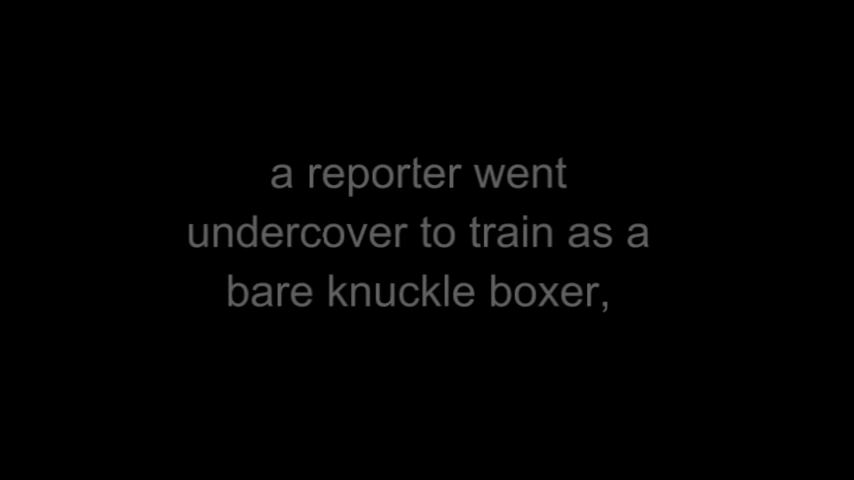 a reporter went
undercover to train as a
bare knuckle boxer,